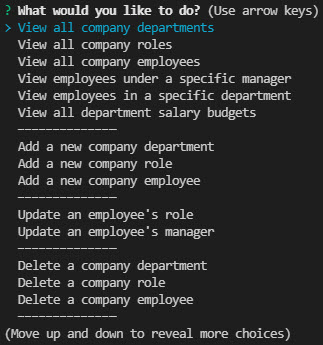 ? What would you like to do? (Use arrow keys)
> View all company departments
View all company roles
View all company employees
View employees under a specific manager
View employees in a specific department
View all department salary budgets
──────────────
Add a new company department
Add a new company role
Add a new company employee
──────────────
Update an employee's role
Update an employee's manager
──────────────
Delete a company department
Delete a company role
Delete a company employee
──────────────
(Move up and down to reveal more choices)